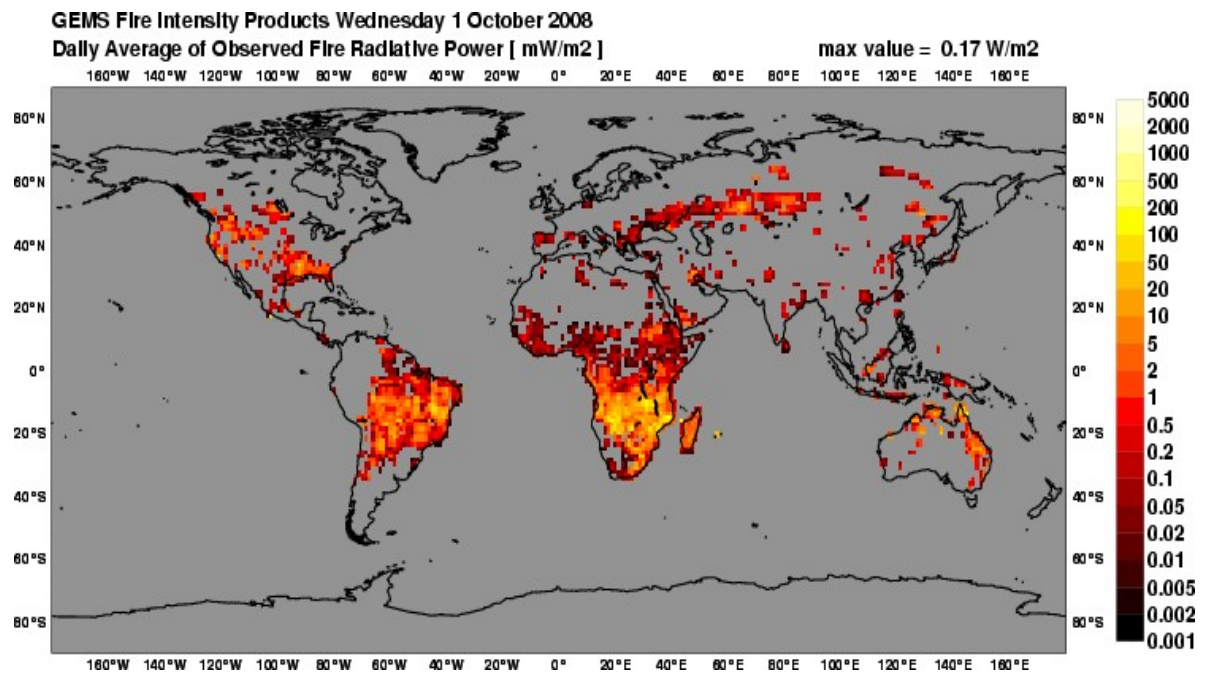 GEMS Fire Intensity Products Wednesday 1 October 2008
Daily Average of Observed Fire Radiative Power [ mW/m2 ] max value = 0.17 W/m2
160°W 140°W 120°W 100°W 80°W 60°W 40°W 20°W 0° 20°E 40°E 60°E 80°E 100°E 120°E 140°E 160°E
80°N 80°N
60°N 60°N
40°N 40°N
20°N 20°N
0° 0°
20°S 20°S
40°S 40°S
60°S 60°S
80°S 80°S
160°W 140°W 120°W 100°W 80°W 60°W 40°W 20°W 0° 20°E 40°E 60°E 80°E 100°E 120°E 140°E 160°E
5000
2000
1000
500
200
100
50
20
10
5
2
1
0.5
0.2
0.1
0.05
0.02
0.01
0.005
0.002
0.001